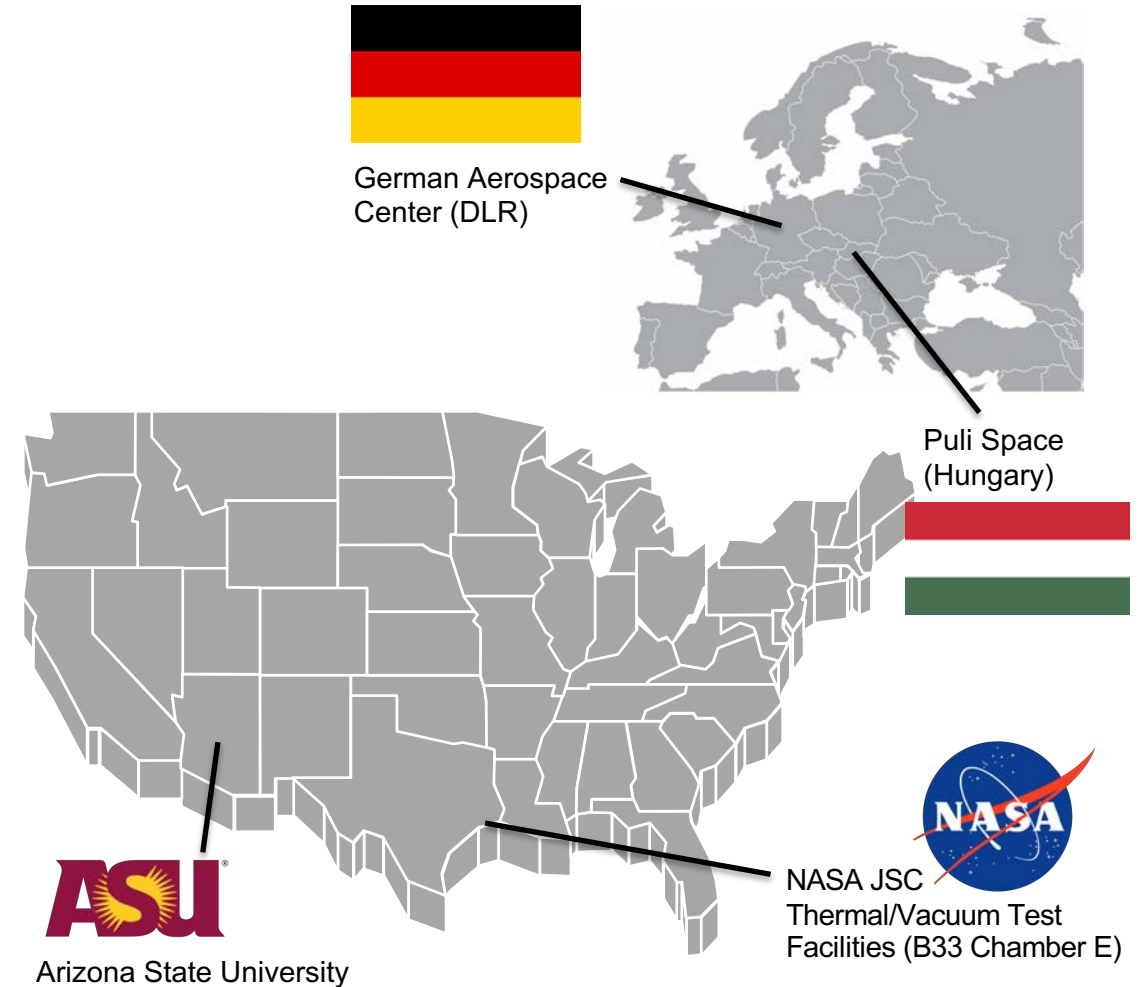 German Aerospace
Center (DLR)
Puli Space
(Hungary)
NASA
NASA JSC
Thermal/Vacuum Test
Facilities (B33 Chamber E)
ASU®
Arizona State University